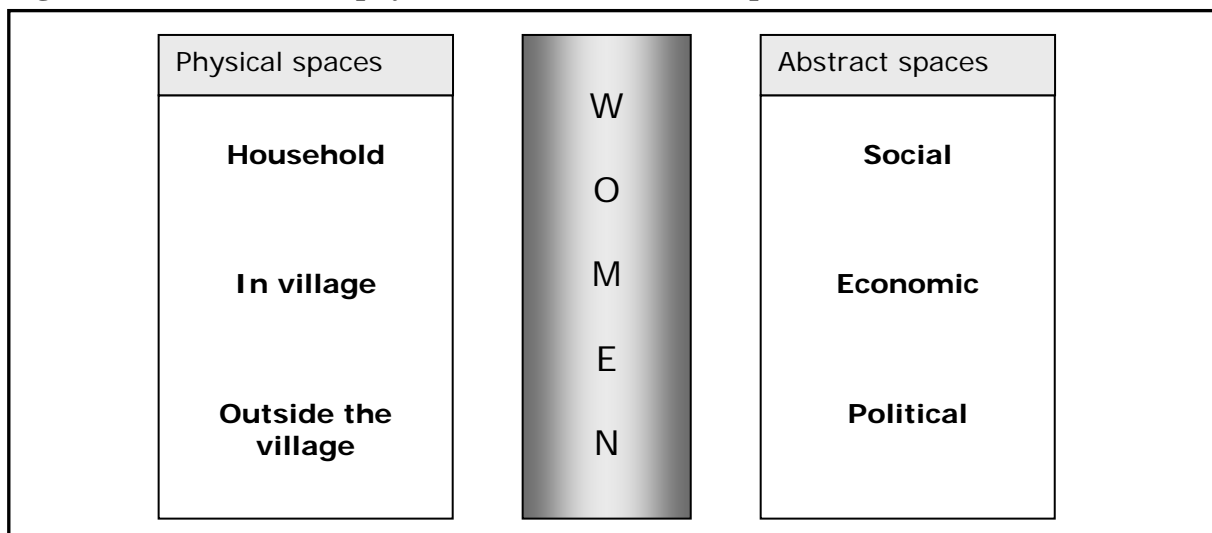 Physical spaces
Household
In village
Outside the
village
W
O
M
E
N
Abstract spaces
Social
Economic
Political